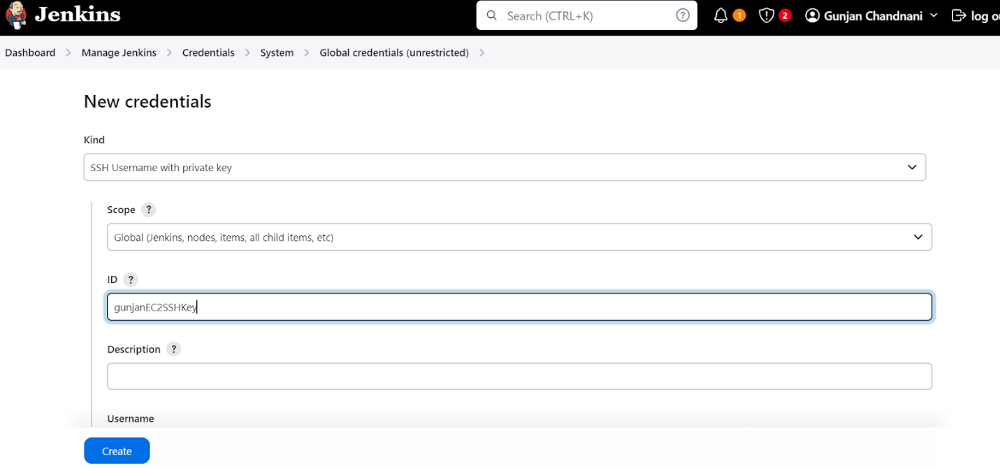 Jenkins
Search (CTRL+K) ? 1 2 Gunjan Chandnani log ou
Dashboard > Manage Jenkins > Credentials > System > Global credentials (unrestricted) >
New credentials
Kind
SSH Username with private key
Scope ?
Global (Jenkins, nodes, items, all child items, etc)
ID ?
gunjanEC2SSHKey
Description ?
Username
Create